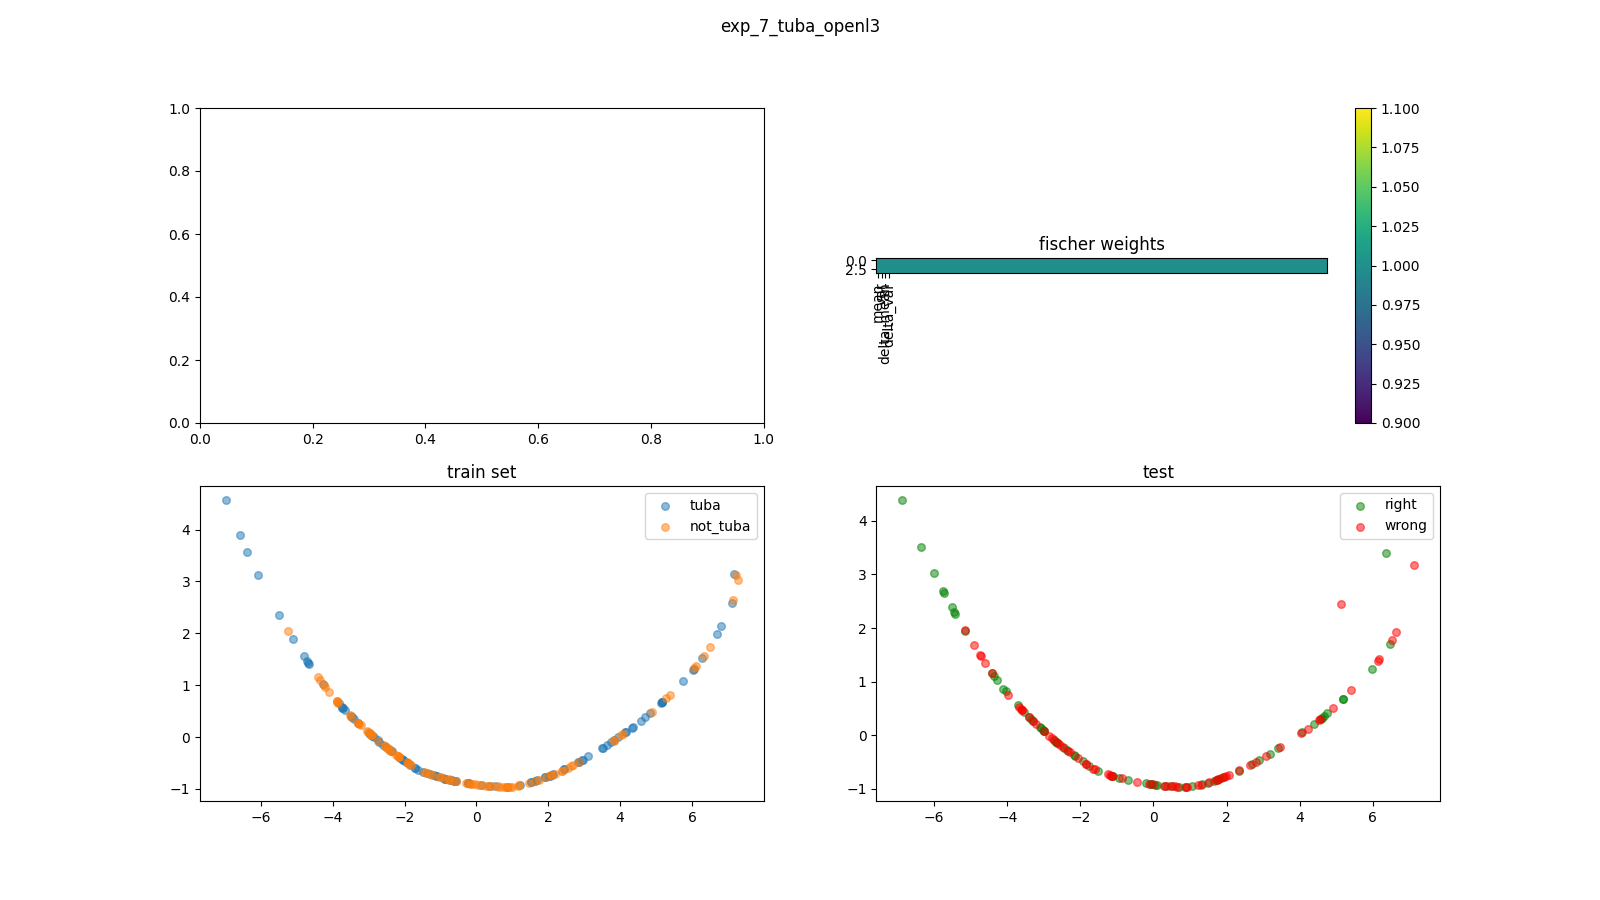 exp_7_tuba_openl3
1.0
0.8
0.6
0.4
0.2
0.0
0.0 0.2 0.4 0.6 0.8 1.0
fischer weights
0.0
2.5
mean
delta_mean
delta_var
1.100
1.075
1.050
1.025
1.000
0.975
0.950
0.925
0.900
train set
tuba
not_tuba
4
3
2
1
0
−1
−6 −4 −2 0 2 4 6
test
right
wrong
4
3
2
1
0
−1
−6 −4 −2 0 2 4 6